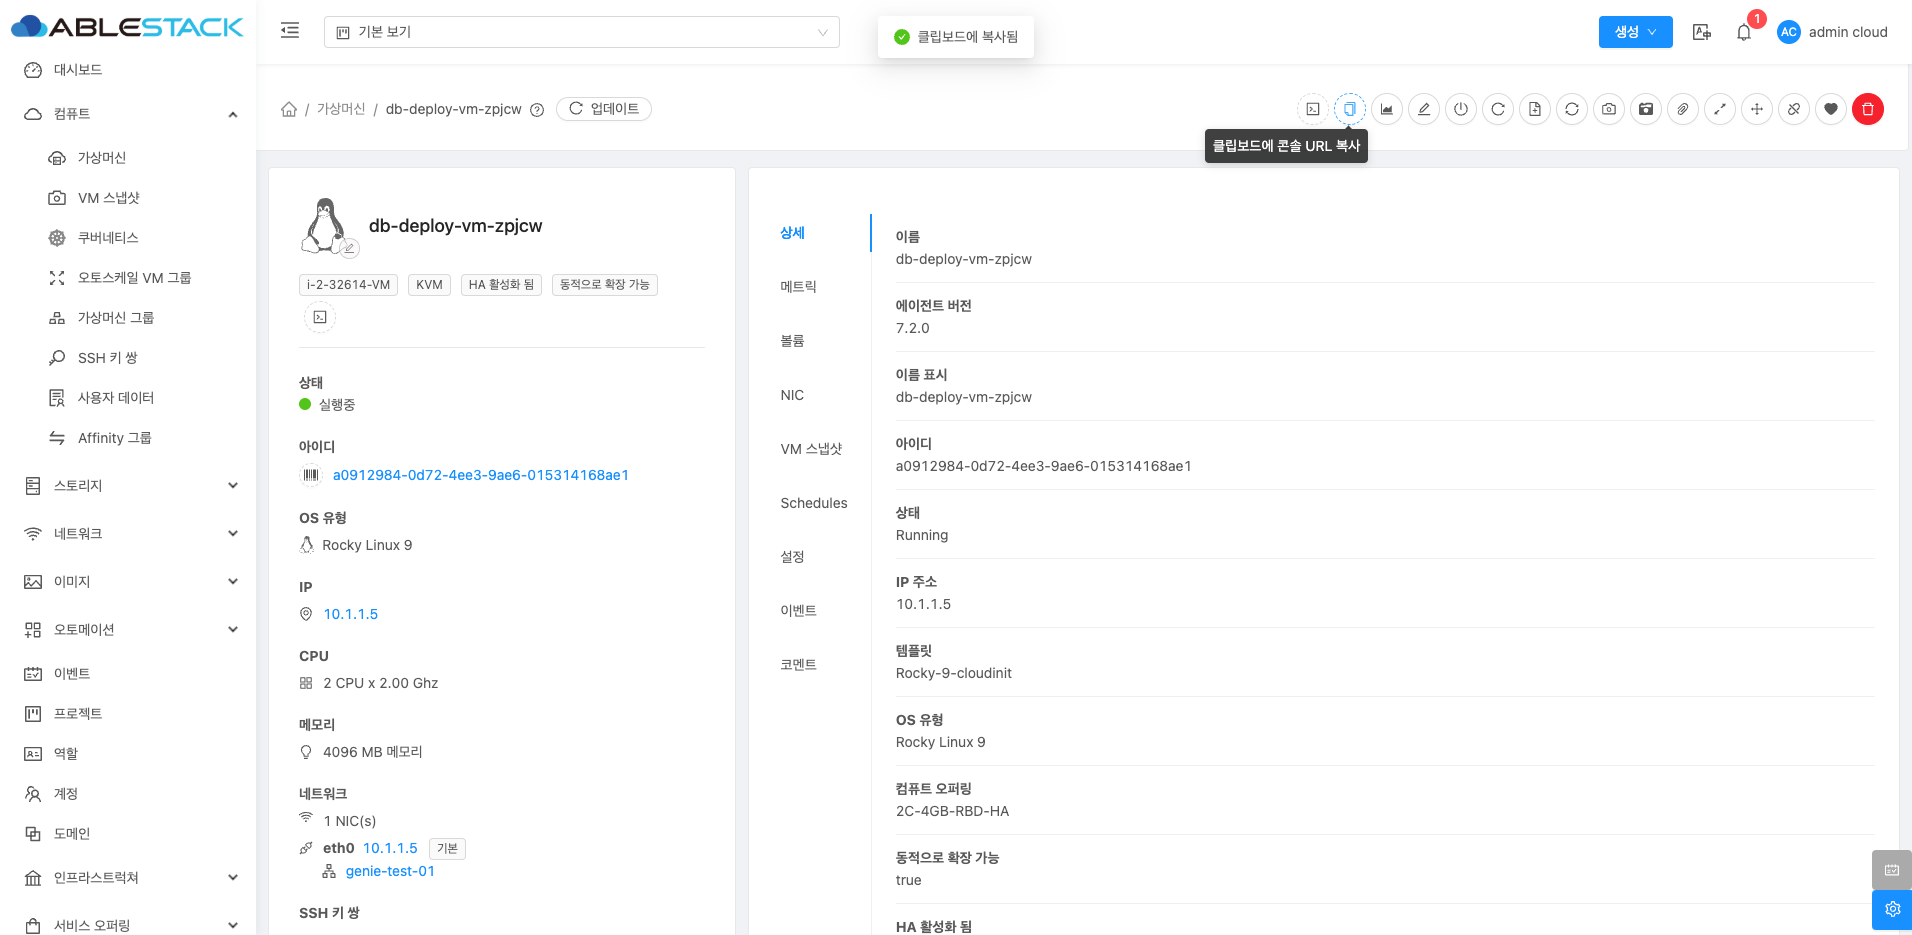 ABLESTACK
기본 보기
클립보드에 복사됨
생성
1
AC
admin cloud
대시보드
컴퓨트
가상머신
VM 스냅샷
쿠버네티스
오토스케일 VM 그룹
가상머신 그룹
SSH 키 쌍
사용자 데이터
Affinity 그룹
스토리지
네트워크
이미지
오토메이션
이벤트
프로젝트
역할
계정
도메인
인프라스트럭쳐
서비스 오퍼링
/ 가상머신 / db-deploy-vm-zpjcw
업데이트
클립보드에 콘솔 URL 복사
db-deploy-vm-zpjcw
i-2-32614-VM
KVM
HA 활성화 됨
동적으로 확장 가능
상태
실행중
아이디
a0912984-0d72-4ee3-9ae6-015314168ae1
OS 유형
Rocky Linux 9
IP
10.1.1.5
CPU
2 CPU x 2.00 Ghz
메모리
4096 MB 메모리
네트워크
1 NIC(s)
eth0 10.1.1.5 기본
genie-test-01
SSH 키 쌍
상세
메트릭
볼륨
NIC
VM 스냅샷
Schedules
설정
이벤트
코멘트
이름
db-deploy-vm-zpjcw
에이전트 버전
7.2.0
이름 표시
db-deploy-vm-zpjcw
아이디
a0912984-0d72-4ee3-9ae6-015314168ae1
상태
Running
IP 주소
10.1.1.5
템플릿
Rocky-9-cloudinit
OS 유형
Rocky Linux 9
컴퓨트 오퍼링
2C-4GB-RBD-HA
동적으로 확장 가능
true
HA 활성화 됨